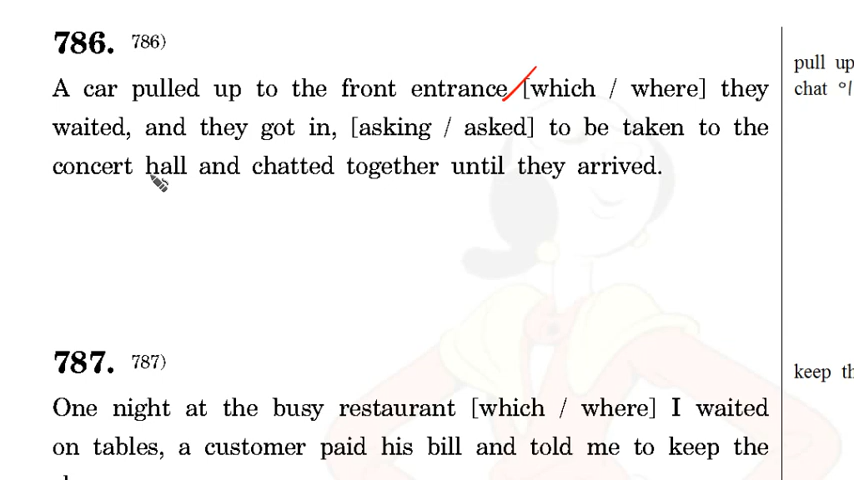 786. 786)
A car pulled up to the front entrance [which / where] they
waited, and they got in, [asking / asked] to be taken to the
concert hall and chatted together until they arrived.
787. 787)
One night at the busy restaurant [which / where] I waited
on tables, a customer paid his bill and told me to keep the
pull up
chat
keep